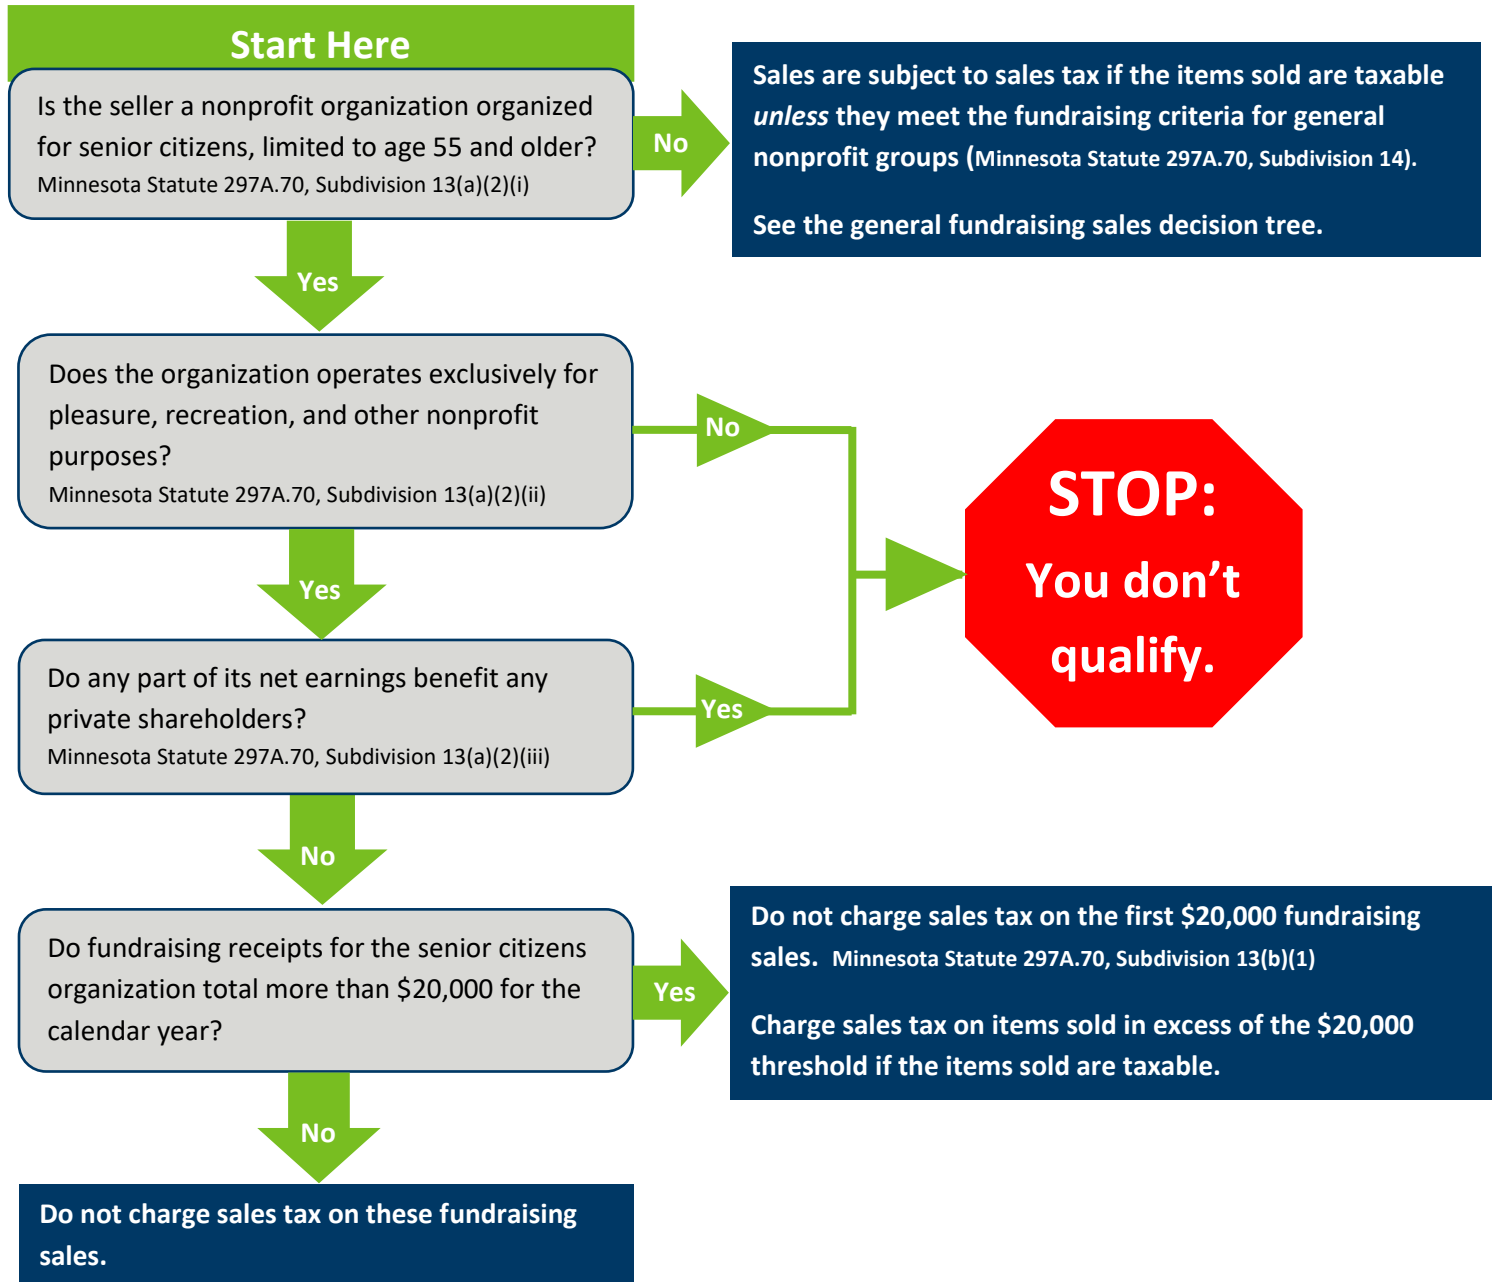 Start Here
Is the seller a nonprofit organization organized
for senior citizens, limited to age 55 and older?
Minnesota Statute 297A.70, Subdivision 13(a)(2)(i)
No
Sales are subject to sales tax if the items sold are taxable
unless they meet the fundraising criteria for general
nonprofit groups (Minnesota Statute 297A.70, Subdivision 14).
See the general fundraising sales decision tree.
Yes
Does the organization operates exclusively for
pleasure, recreation, and other nonprofit
purposes?
Minnesota Statute 297A.70, Subdivision 13(a)(2)(ii)
No
STOP:
You don't
qualify.
Yes
Do any part of its net earnings benefit any
private shareholders?
Minnesota Statute 297A.70, Subdivision 13(a)(2)(iii)
Yes
No
Do fundraising receipts for the senior citizens
organization total more than $20,000 for the
calendar year?
Yes
Do not charge sales tax on the first $20,000 fundraising
sales. Minnesota Statute 297A.70, Subdivision 13(b)(1)
Charge sales tax on items sold in excess of the $20,000
threshold if the items sold are taxable.
No
Do not charge sales tax on these fundraising
sales.